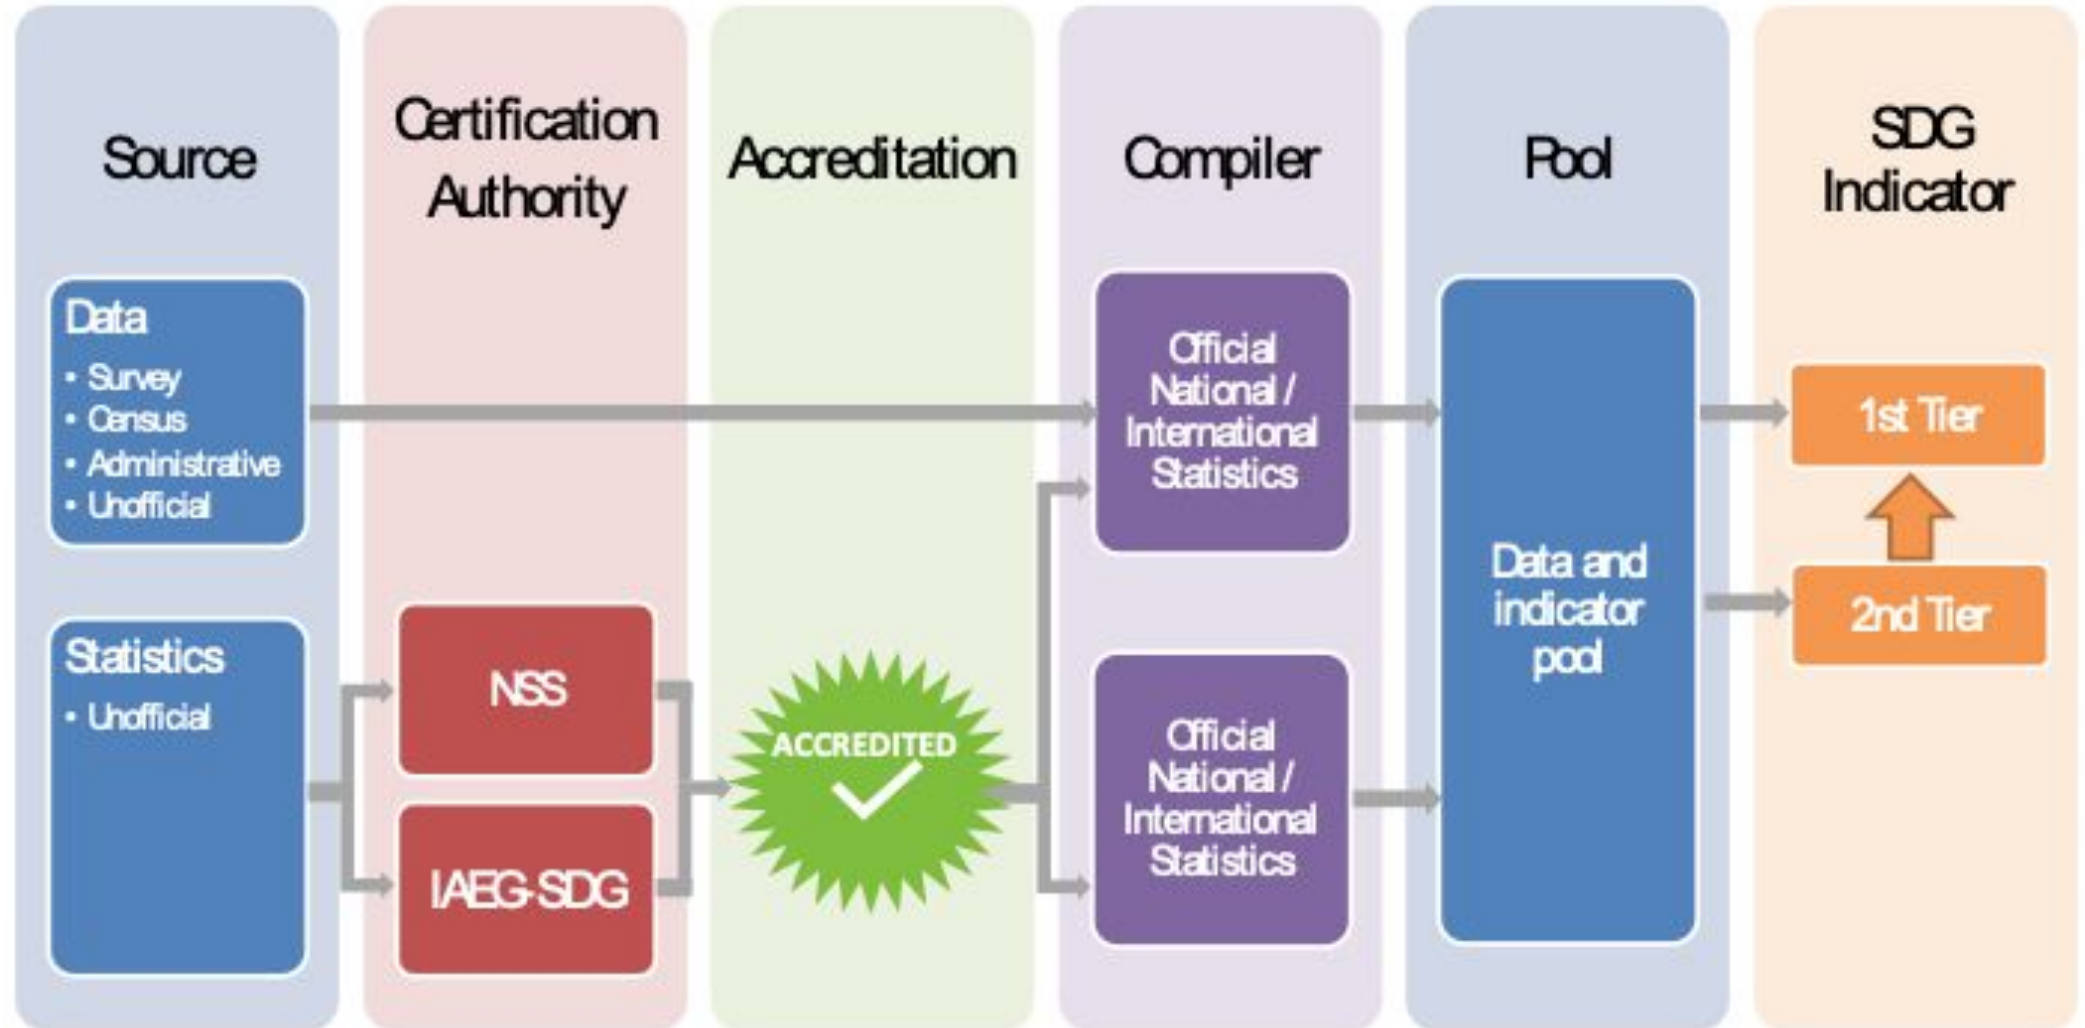 Source
Certification
Authority
Accreditation
Compiler
Pool
SDG
Indicator
Data
• Survey
• Census
• Administrative
• Unofficial
Statistics
• Unofficial
NSS
IAEG-SDG
ACCREDITED
Official
National /
International
Statistics
Official
National /
International
Statistics
Data and
indicator
pool
1st Tier
2nd Tier